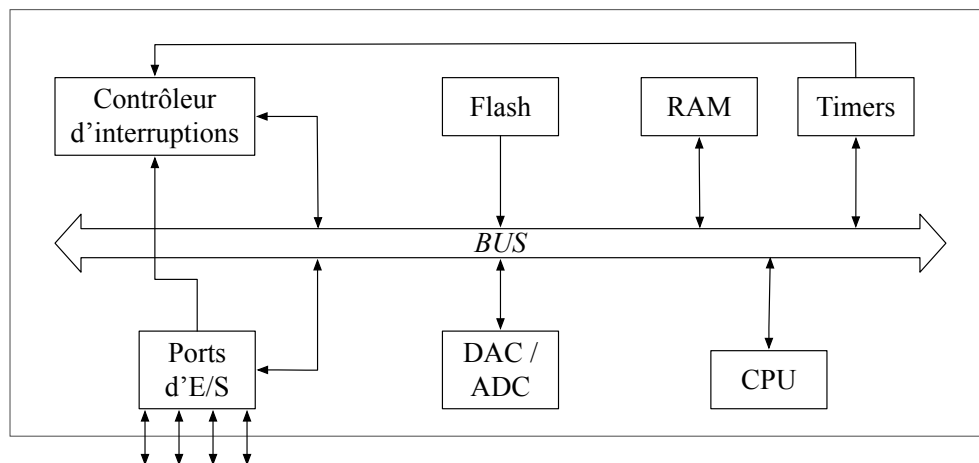 Contrôleur
d’interruptions
Flash
RAM
Timers
BUS
Ports
d’E/S
DAC /
ADC
CPU